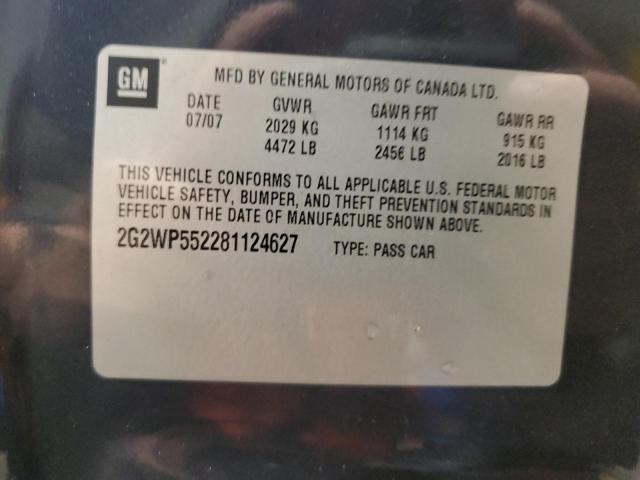 GM
MFD BY GENERAL MOTORS OF CANADA LTD.
DATE GVWR GAWR FRT GAWR RR
07/07 2029 KG 1114 KG 915 KG
4472 LB 2456 LB 2016 LB
THIS VEHICLE CONFORMS TO ALL APPLICABLE U.S. FEDERAL MOTOR
VEHICLE SAFETY, BUMPER, AND THEFT PREVENTION STANDARDS IN
EFFECT ON THE DATE OF MANUFACTURE SHOWN ABOVE.
2G2WP552281124627 TYPE: PASS CAR